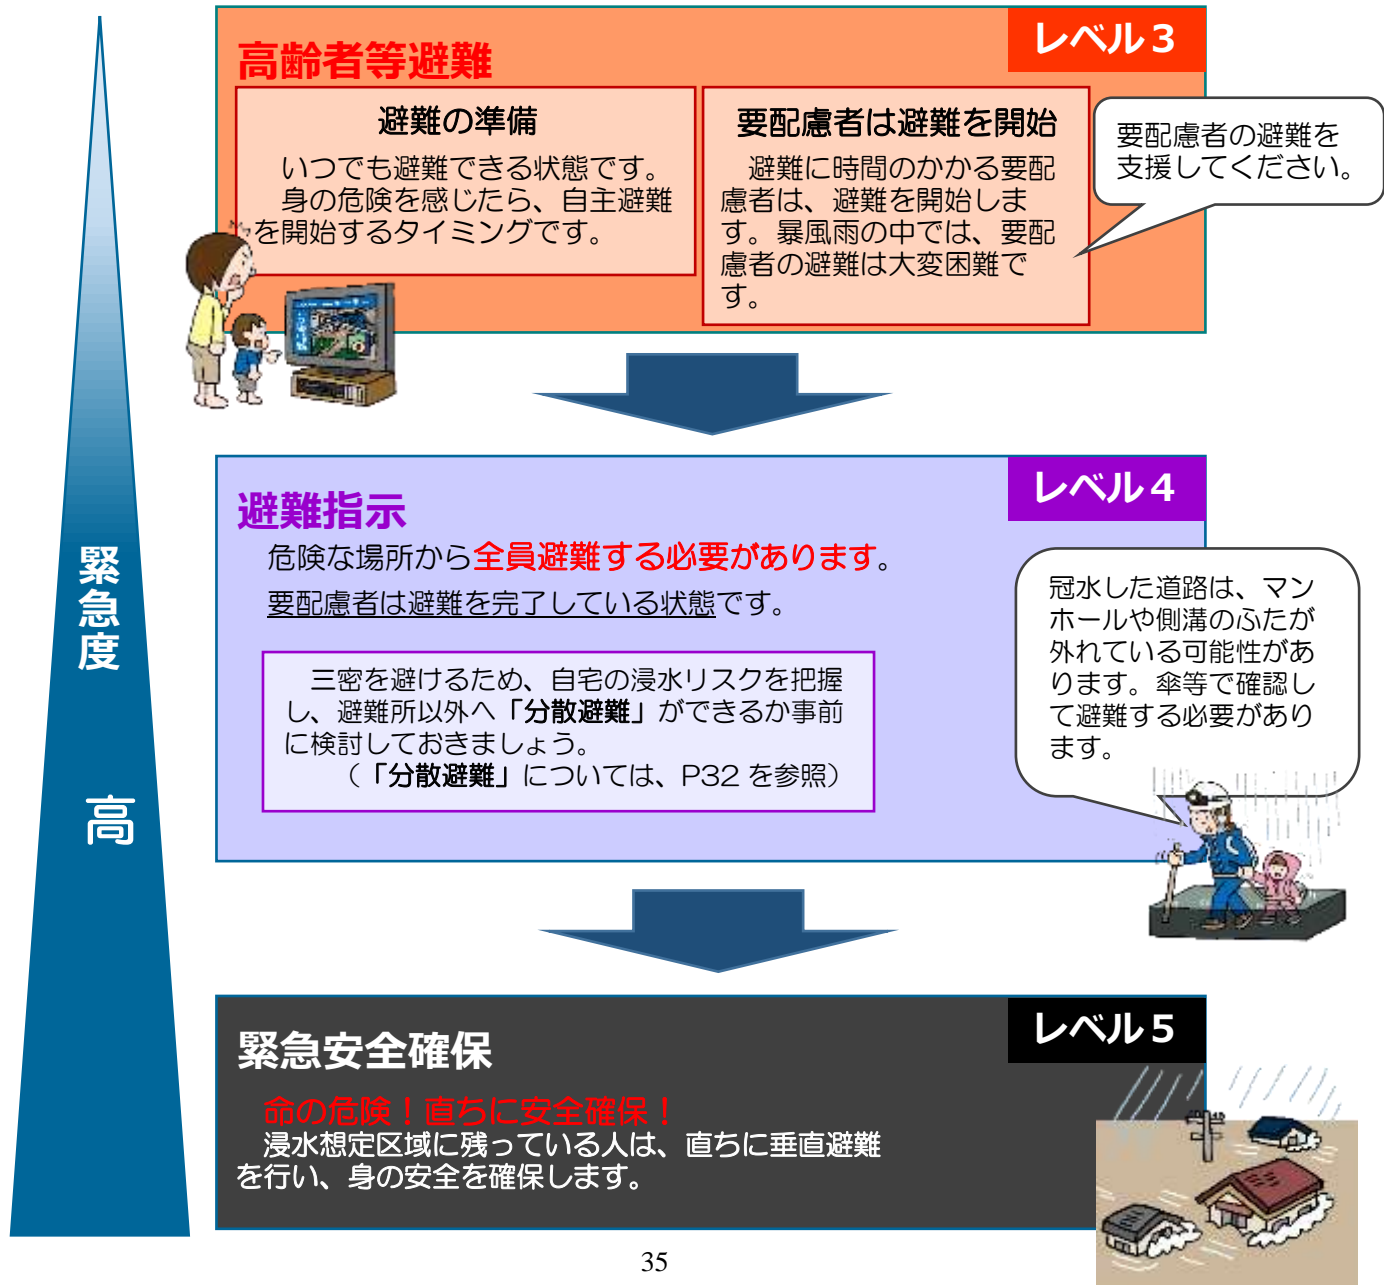 レベル３
高齢者等避難
避難の準備
いつでも避難できる状態です。
身の危険を感じたら、自主避難
を開始するタイミングです。
要配慮者は避難を開始
避難に時間のかかる要配
慮者は、避難を開始しま
す。暴風雨の中では、要配
慮者の避難は大変困難で
す。
要配慮者の避難を
支援してください。
緊急度
高
レベル４
避難指示
危険な場所から全員避難する必要があります。
要配慮者は避難を完了している状態です。
三密を避けるため、自宅の浸水リスクを把握
し、避難所以外へ「分散避難」ができるか事前
に検討しておきましょう。
（「分散避難」については、P32 を参照）
冠水した道路は、マン
ホールや側溝のふたが
外れている可能性があ
ります。傘等で確認し
て避難する必要があり
ます。
レベル５
緊急安全確保
命の危険！直ちに安全確保！
浸水想定区域に残っている人は、直ちに垂直避難
を行い、身の安全を確保します。
35